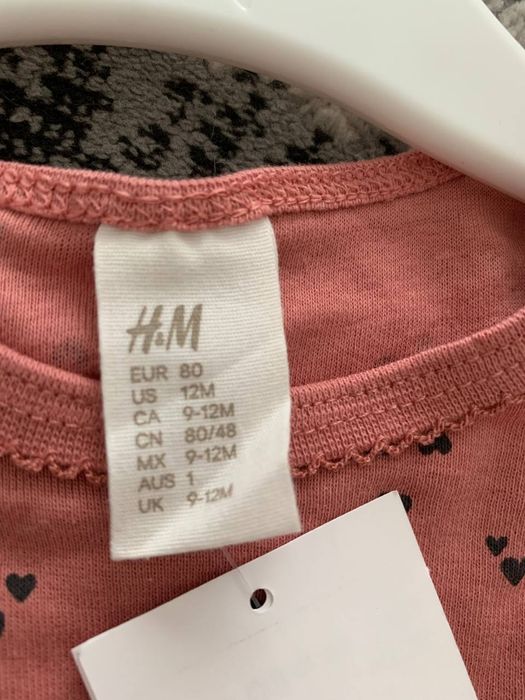 H&M
EUR 80
US 12M
CA 9-12M
CN 80/48
MX 9-12M
AUS 1
UK 9-12M